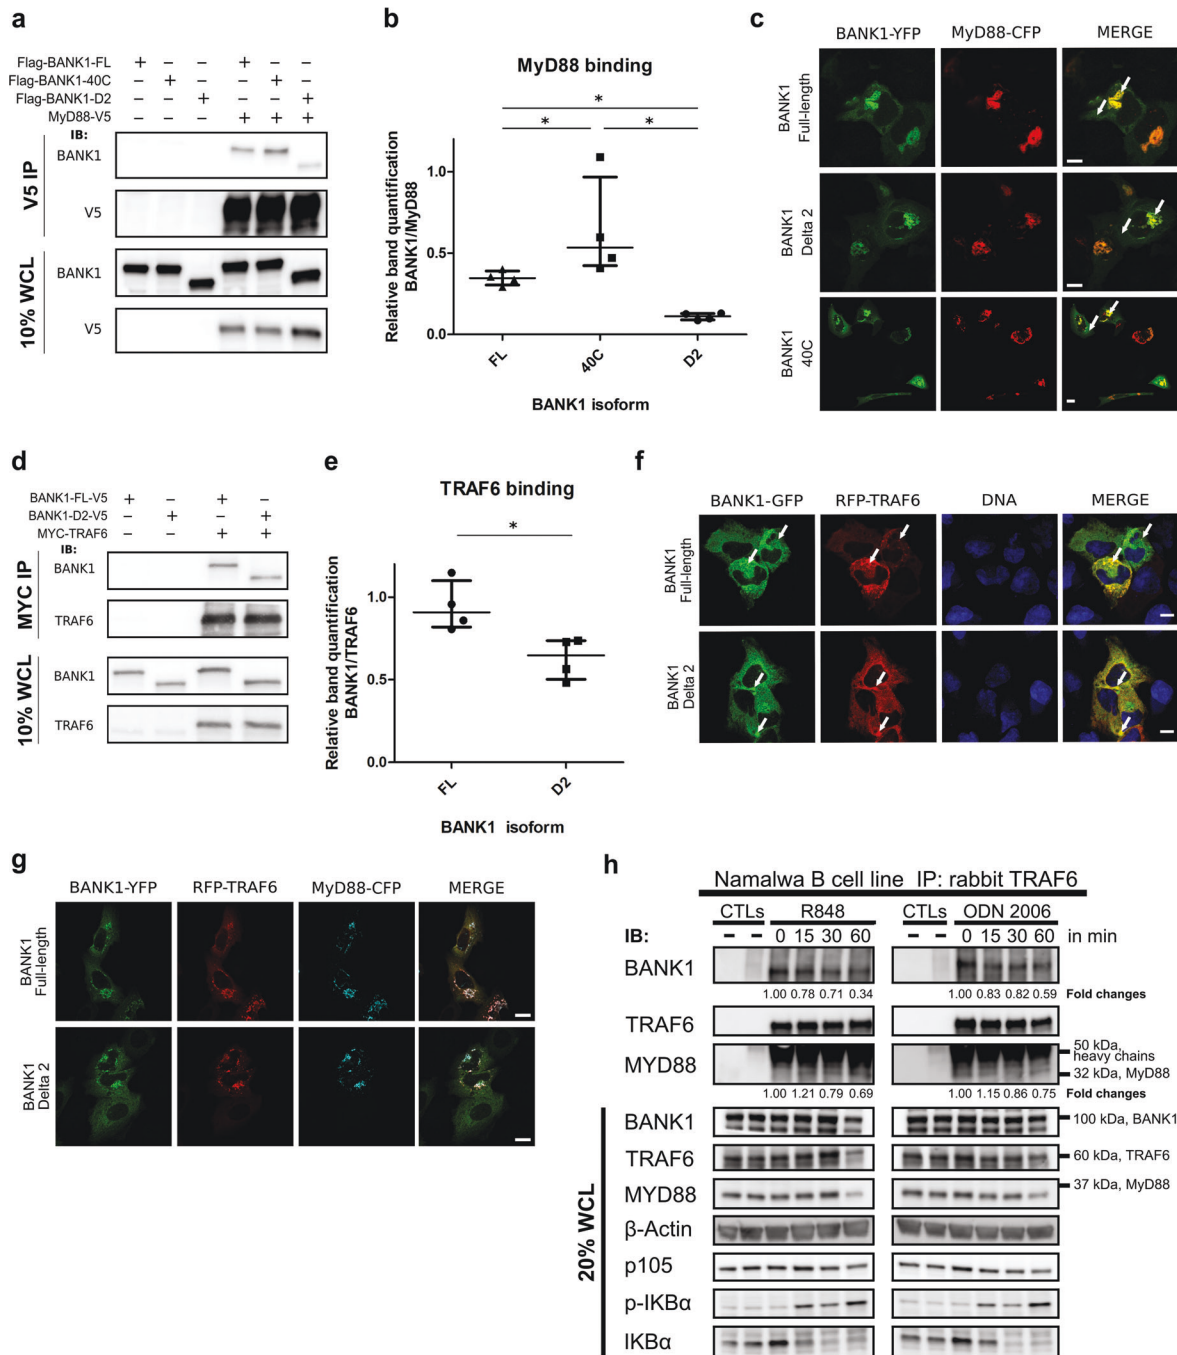 a
Flag-BANK1-FL + – – + – –
Flag-BANK1-40C – + – – + –
Flag-BANK1-D2 – – + – – +
MyD88-V5 – – – + + +
IB:
V5 IP
BANK1
V5
10% WCL
BANK1
V5
b
MyD88 binding
*
* *
Relative band quantification
BANK1/MyD88
1.0
0.5
0.0
FL 40C D2
BANK1 isoform
c
BANK1-YFP MyD88-CFP MERGE
BANK1
Full-length
BANK1
Delta 2
BANK1
40C
d
BANK1-FL-V5 + – + –
BANK1-D2-V5 – + – +
MYC-TRAF6 – – + +
IB:
MYC IP
BANK1
TRAF6
10% WCL
BANK1
TRAF6
e
TRAF6 binding
*
Relative band quantification
BANK1/TRAF6
1.0
0.5
0.0
FL D2
BANK1 isoform
f
BANK1-GFP RFP-TRAF6 DNA MERGE
BANK1
Full-length
BANK1
Delta 2
g
BANK1-YFP RFP-TRAF6 MyD88-CFP MERGE
BANK1
Full-length
BANK1
Delta 2
h
Namalwa B cell line IP: rabbit TRAF6
CTLs R848 CTLs ODN 2006
IB: – – 0 15 30 60 – – 0 15 30 60 in min
BANK1
1.00 0.78 0.71 0.34 1.00 0.83 0.82 0.59 Fold changes
TRAF6
MYD88
50 kDa,
heavy chains
32 kDa, MyD88
1.00 1.21 0.79 0.69 1.00 1.15 0.86 0.75 Fold changes
20% WCL
BANK1 100 kDa, BANK1
TRAF6 60 kDa, TRAF6
MYD88 37 kDa, MyD88
β-Actin
p105
p-IKBα
IKBα